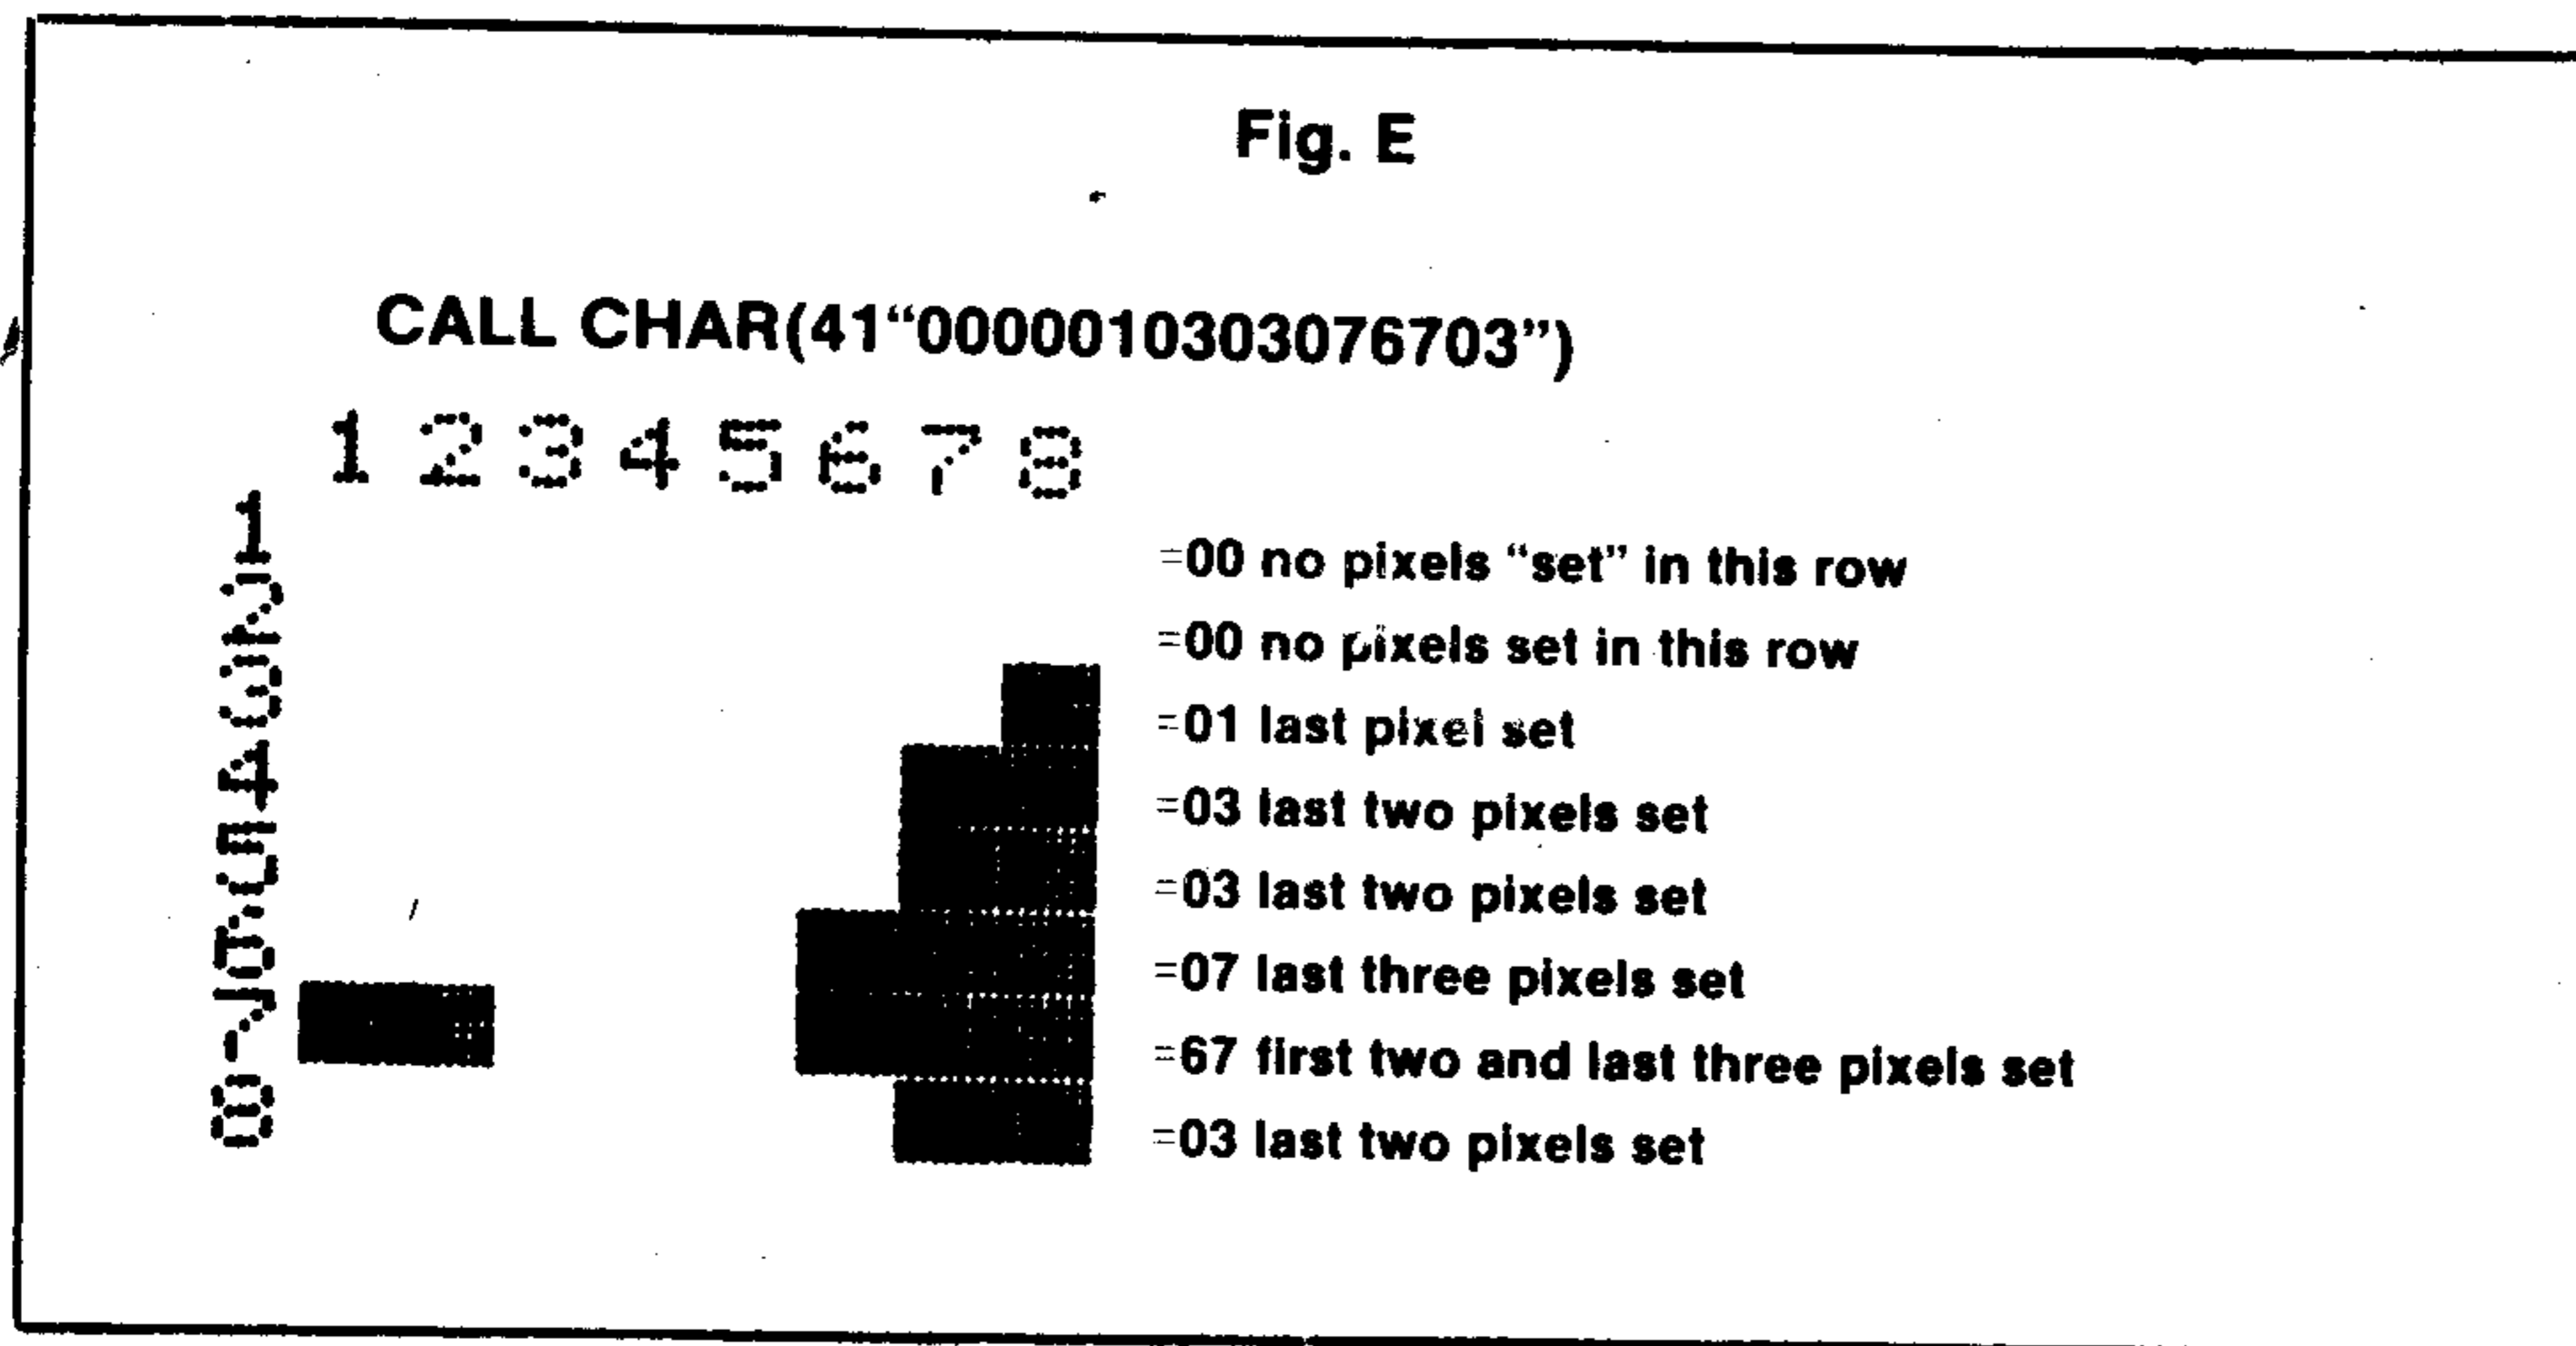 Fig. E
CALL CHAR(41“0000010303076703”)
1 2 3 4 5 6 7 8
1
2
3
4
5
6
7
8
=00 no pixels “set” in this row
=00 no pixels set in this row
=01 last pixel set
=03 last two pixels set
=03 last two pixels set
=07 last three pixels set
=67 first two and last three pixels set
=03 last two pixels set